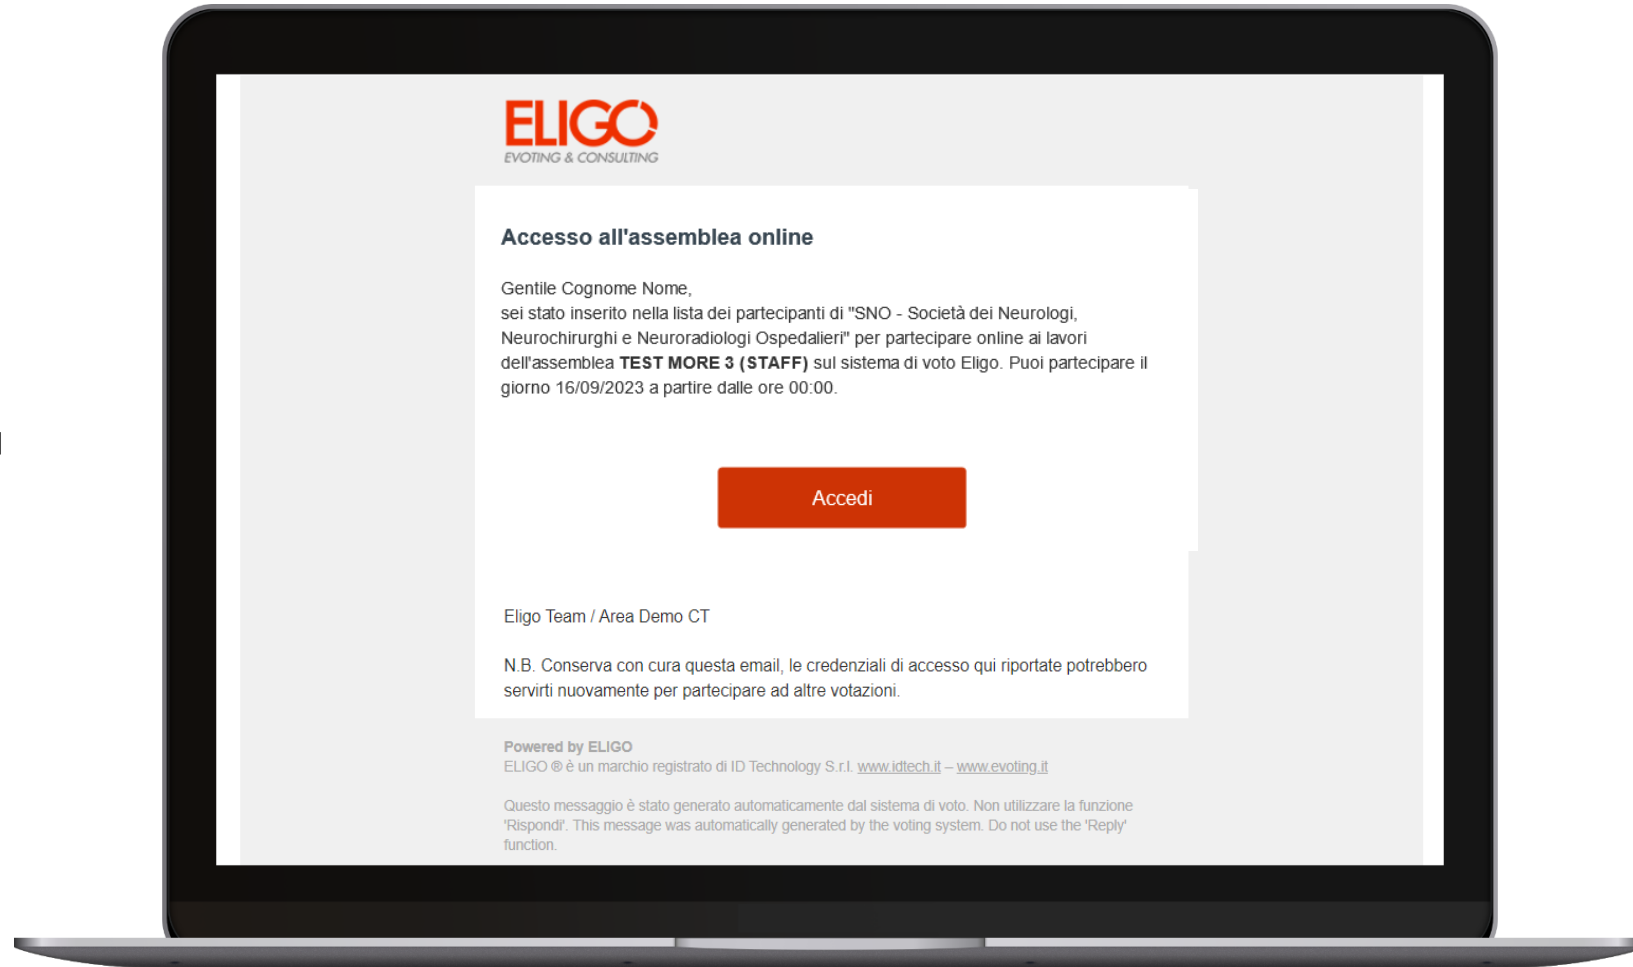 ELIGO
EVOTING & CONSULTING
Accesso all'assemblea online
Gentile Cognome Nome,
sei stato inserito nella lista dei partecipanti di "SNO - Società dei Neurologi,
Neurochirurghi e Neuroradiologi Ospedalieri" per partecipare online ai lavori
dell'assemblea TEST MORE 3 (STAFF) sul sistema di voto Eligo. Puoi partecipare il
giorno 16/09/2023 a partire dalle ore 00:00.
Accedi
Eligo Team / Area Demo CT
N.B. Conserva con cura questa email, le credenziali di accesso qui riportate potrebbero
servirti nuovamente per partecipare ad altre votazioni.
Powered by ELIGO
ELIGO ® è un marchio registrato di ID Technology S.r.l. www.idtech.it – www.evoting.it
Questo messaggio è stato generato automaticamente dal sistema di voto. Non utilizzare la funzione
'Rispondi'. This message was automatically generated by the voting system. Do not use the 'Reply'
function.